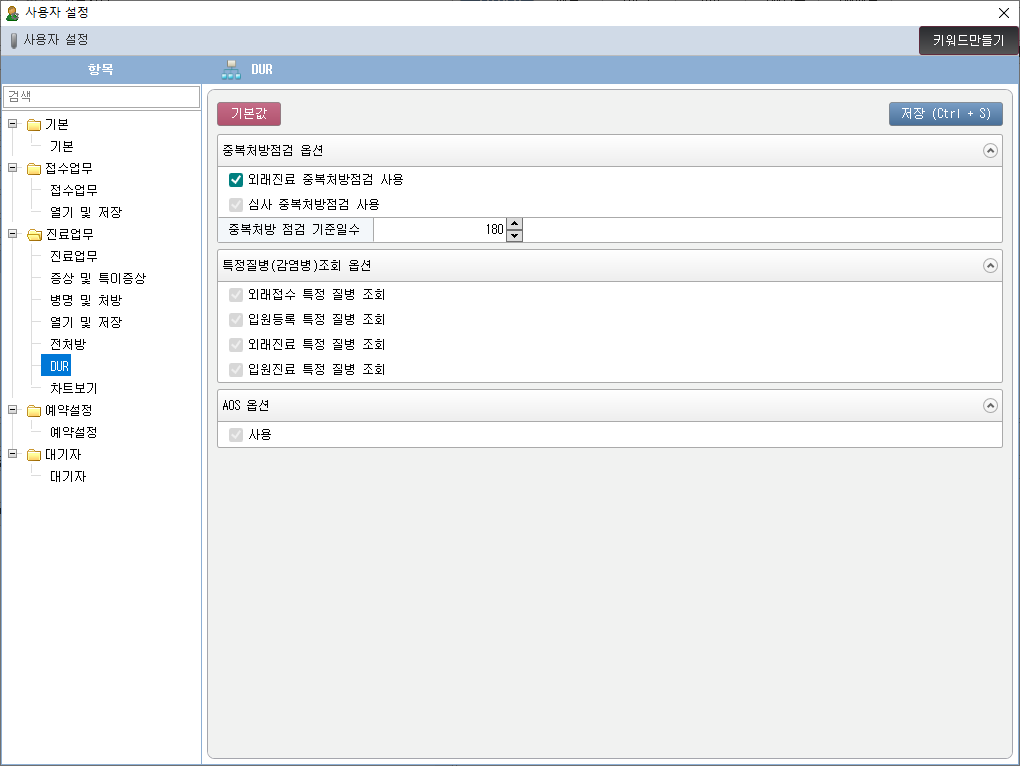 사용자 설정
사용자 설정
키워드만들기
항목
DUR
검색
기본
기본
접수업무
접수업무
열기 및 저장
진료업무
진료업무
증상 및 특이증상
병명 및 처방
열기 및 저장
전처방
DUR
차트보기
예약설정
예약설정
대기자
대기자
기본값
저장 (Ctrl + S)
중복처방점검 옵션
외래진료 중복처방점검 사용
심사 중복처방점검 사용
중복처방 점검 기준일수 180
특정질병(감염병)조회 옵션
외래접수 특정 질병 조회
입원등록 특정 질병 조회
외래진료 특정 질병 조회
입원진료 특정 질병 조회
AOS 옵션
사용